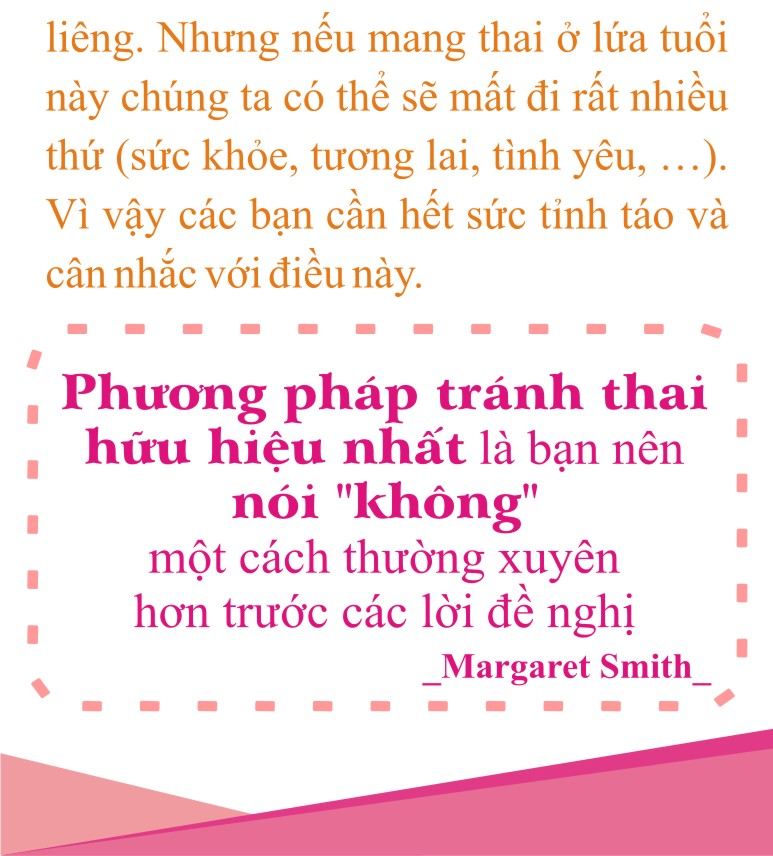 liêng. Nhưng nếu mang thai ở lứa tuổi
này chúng ta có thể sẽ mất đi rất nhiều
thứ (sức khỏe, tương lai, tình yêu, …).
Vì vậy các bạn cần hết sức tỉnh táo và
cân nhắc với điều này.
Phương pháp tránh thai
hữu hiệu nhất là bạn nên
nói "không"
một cách thường xuyên
hơn trước các lời đề nghị
_Margaret Smith_